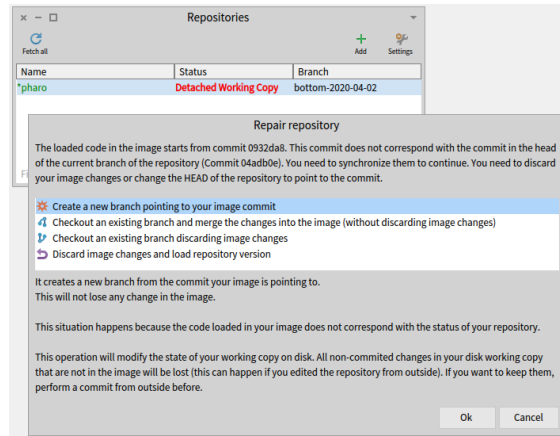 Repositories
Fetch all
Add
Settings
Name Status Branch
*pharo Detached Working Copy bottom-2020-04-02
Repair repository
The loaded code in the image starts from commit 0932da8. This commit does not correspond with the commit in the head
of the current branch of the repository (Commit 04adb0e). You need to synchronize them to continue. You need to discard
your image changes or change the HEAD of the repository to point to the commit.
Create a new branch pointing to your image commit
Checkout an existing branch and merge the changes into the image (without discarding image changes)
Checkout an existing branch discarding image changes
Discard image changes and load repository version
It creates a new branch from the commit your image is pointing to.
This will not lose any change in the image.
This situation happens because the code loaded in your image does not correspond with the status of your repository.
This operation will modify the state of your working copy on disk. All non-commited changes in your disk working copy
that are not in the image will be lost (this can happen if you edited the repository from outside). If you want to keep them,
perform a commit from outside before.
Ok Cancel